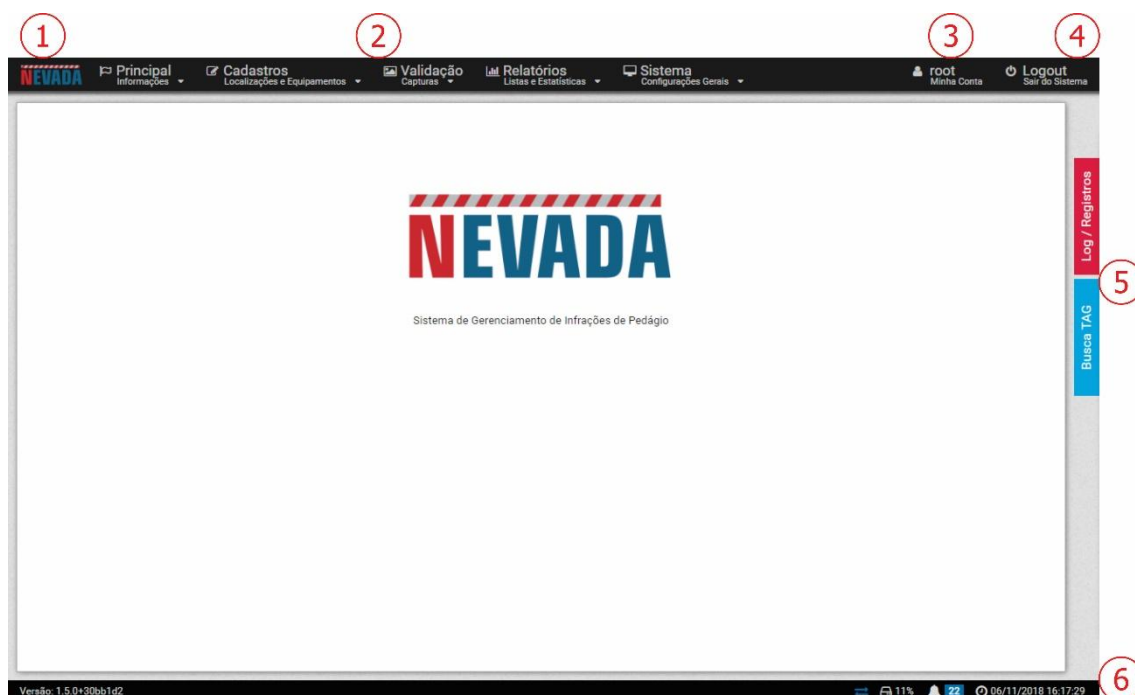 1
2
3
4
NEVADA
Principal
Informações
Cadastros
Localizações e Equipamentos
Validação
Capturas
Relatórios
Listas e Estatísticas
Sistema
Configurações Gerais
root
Minha Conta
Logout
Sair do Sistema
NEVADA
Sistema de Gerenciamento de Infrações de Pedágio
Log / Registros
5
Busca TAG
6
Versão: 1.5.0+30bb1d2
11% 22 06/11/2018 16:17:29